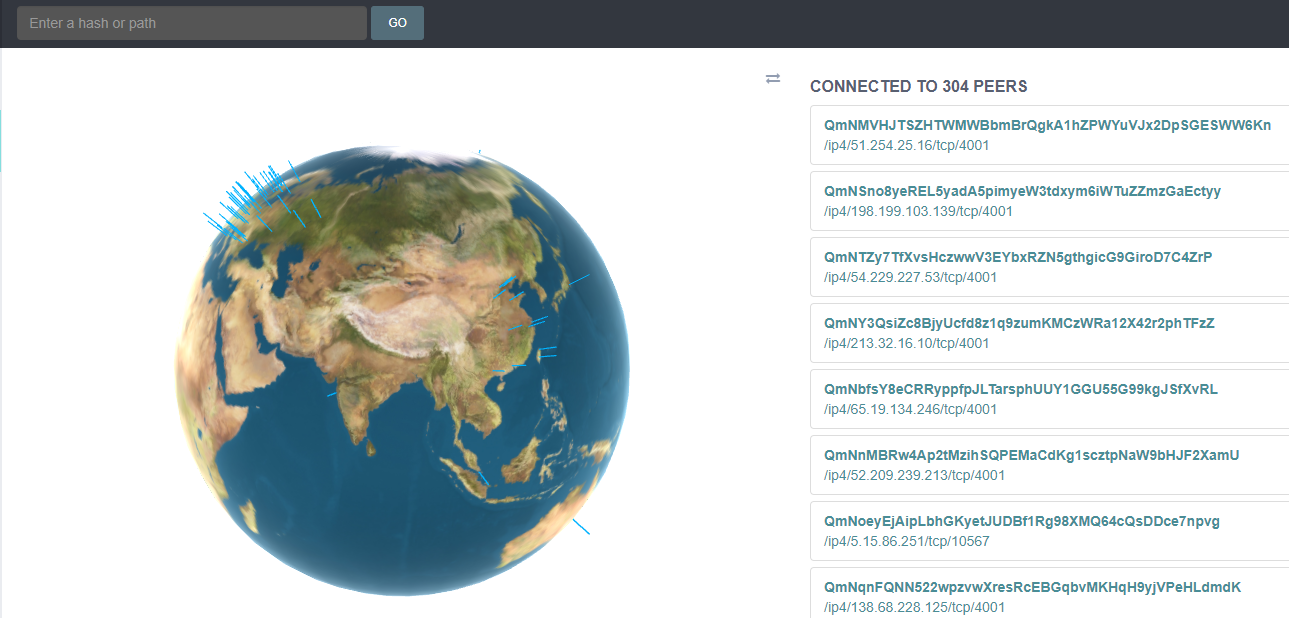 Enter a hash or path
GO
CONNECTED TO 304 PEERS
QmNMVHJTSZHTWMWBbmBrQgkA1hZPWYuVJx2DpSGESWW6Kn
/ip4/51.254.25.16/tcp/4001
QmNSno8yeREL5yadA5pimyeW3tdxym6iWTuZZmzGaEctyy
/ip4/198.199.103.139/tcp/4001
QmNTZy7TfXvsHczwwV3EYbxRZN5gthgicG9GiroD7C4ZrP
/ip4/54.229.227.53/tcp/4001
QmNY3QsiZc8BjyUcfd8z1q9zumKMCzWRa12X42r2phTFzZ
/ip4/213.32.16.10/tcp/4001
QmNbfsY8eCRRyppfpJLTarsphUUY1GGU55G99kgJSfXvRL
/ip4/65.19.134.246/tcp/4001
QmNnMBRw4Ap2tMzihSQPEMaCdKg1scztpNaW9bHJF2XamU
/ip4/52.209.239.213/tcp/4001
QmNoeyEjAipLbhGKyetJUDBf1Rg98XMQ64cQsDDce7npvg
/ip4/5.15.86.251/tcp/10567
QmNqnFQNN522wpzvwXresRcEBGqbvMKHqH9yjVPeHLdmdK
/ip4/138.68.228.125/tcp/4001